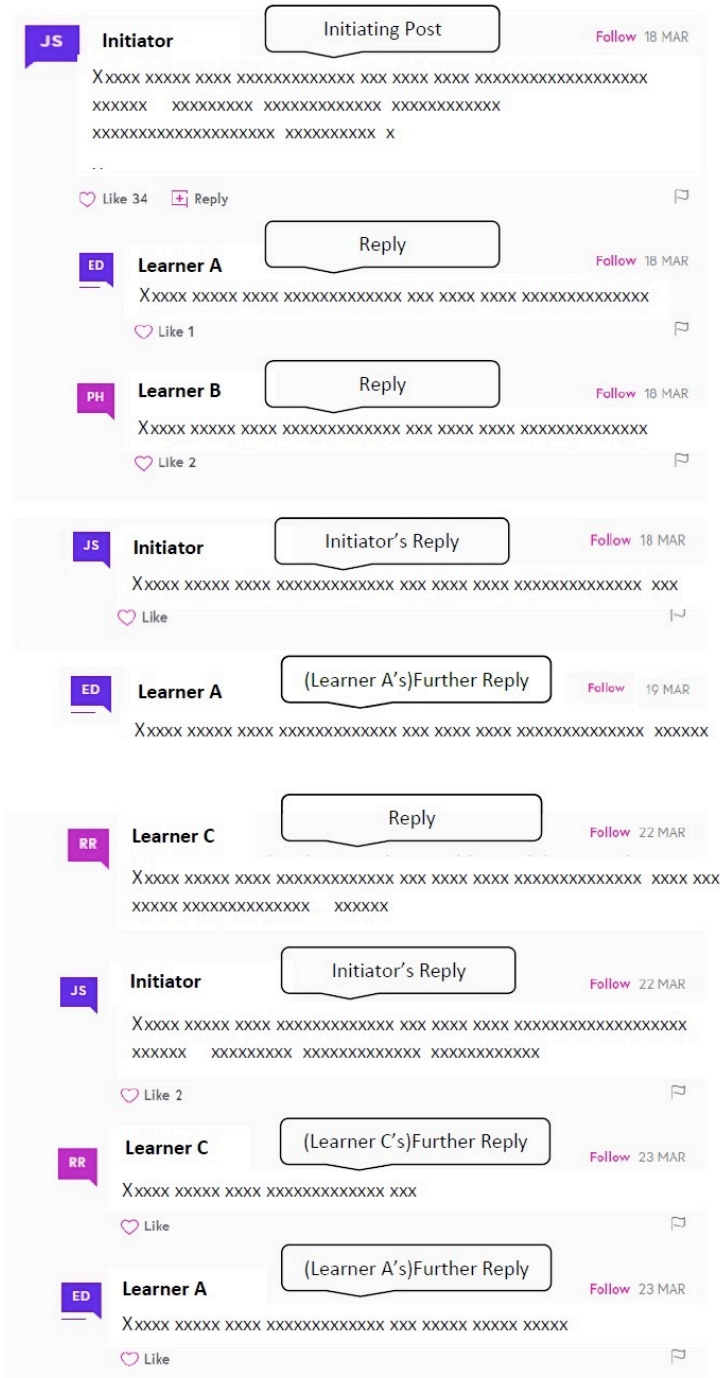 Initiating Post
JS Initiator Follow 18 MAR
Xxxxx xxxxx xxxx xxxxxxxxxxxxx xxx xxxx xxxx xxxxxxxxxxxxxxxxxxx
xxxxxx xxxxxxxxx xxxxxxxxxxxxx xxxxxxxxxxxx
xxxxxxxxxxxxxxxxxxxx xxxxxxxxxx x
Like 34 Reply
Reply
ED Learner A Follow 18 MAR
Xxxxx xxxxx xxxx xxxxxxxxxxxxx xxx xxxx xxxx xxxxxxxxxxxxxx
Like 1
Reply
PH Learner B Follow 18 MAR
Xxxxx xxxxx xxxx xxxxxxxxxxxxx xxx xxxx xxxx xxxxxxxxxxxxxx
Like 2
Initiator's Reply
JS Initiator Follow 18 MAR
Xxxxx xxxxx xxxx xxxxxxxxxxxxx xxx xxxx xxxx xxxxxxxxxxxxxx xxx
Like
(Learner A's)Further Reply
ED Learner A Follow 19 MAR
Xxxxx xxxxx xxxx xxxxxxxxxxxxx xxx xxxx xxxx xxxxxxxxxxxxxx xxxxxx
Reply
RR Learner C Follow 22 MAR
Xxxxx xxxxx xxxx xxxxxxxxxxxxx xxx xxxx xxxx xxxxxxxxxxxxxx xxxx xxx
xxxxx xxxxxxxxxxxxxx xxxxxx
Initiator's Reply
JS Initiator Follow 22 MAR
Xxxxx xxxxx xxxx xxxxxxxxxxxxx xxx xxxx xxxx xxxxxxxxxxxxxxxxxxx
xxxxxx xxxxxxxxx xxxxxxxxxxxxx xxxxxxxxxxxx
Like 2
(Learner C's)Further Reply
RR Learner C Follow 23 MAR
Xxxxx xxxxx xxxx xxxxxxxxxxxxx xxx
Like
(Learner A's)Further Reply
ED Learner A Follow 23 MAR
Xxxxx xxxxx xxxx xxxxxxxxxxxxx xxx xxxxx xxxxx xxxxx
Like